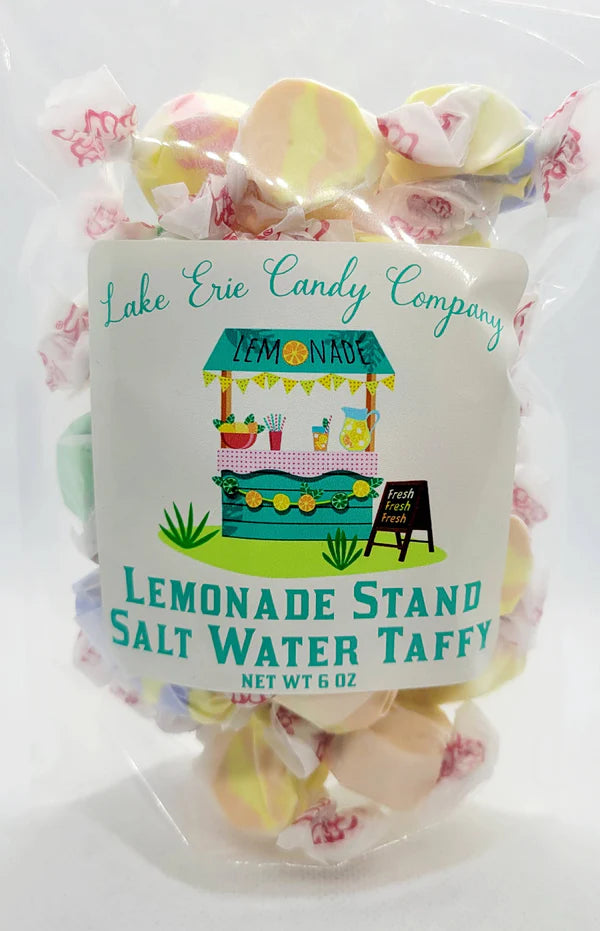 Lake Erie Candy Company
LEMONADE
Fresh
Fresh
Fresh
LEMONADE STAND
SALT WATER TAFFY
NET WT 6 OZ